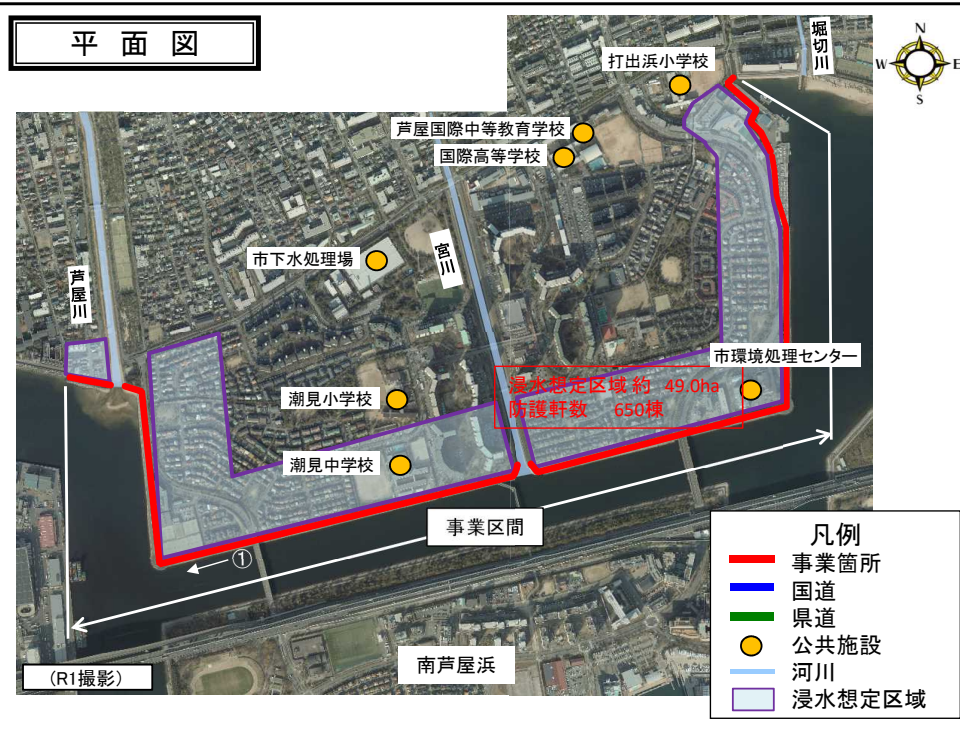 平面図
N
W
E
S
堀切川
打出浜小学校
芦屋国際中等教育学校
国際高等学校
宮川
市下水処理場
芦屋川
市環境処理センター
浸水想定区域 約 49.0ha
防護軒数 650棟
潮見小学校
潮見中学校
事業区間
①
南芦屋浜
(R1撮影)
凡例
事業箇所
国道
県道
公共施設
河川
浸水想定区域